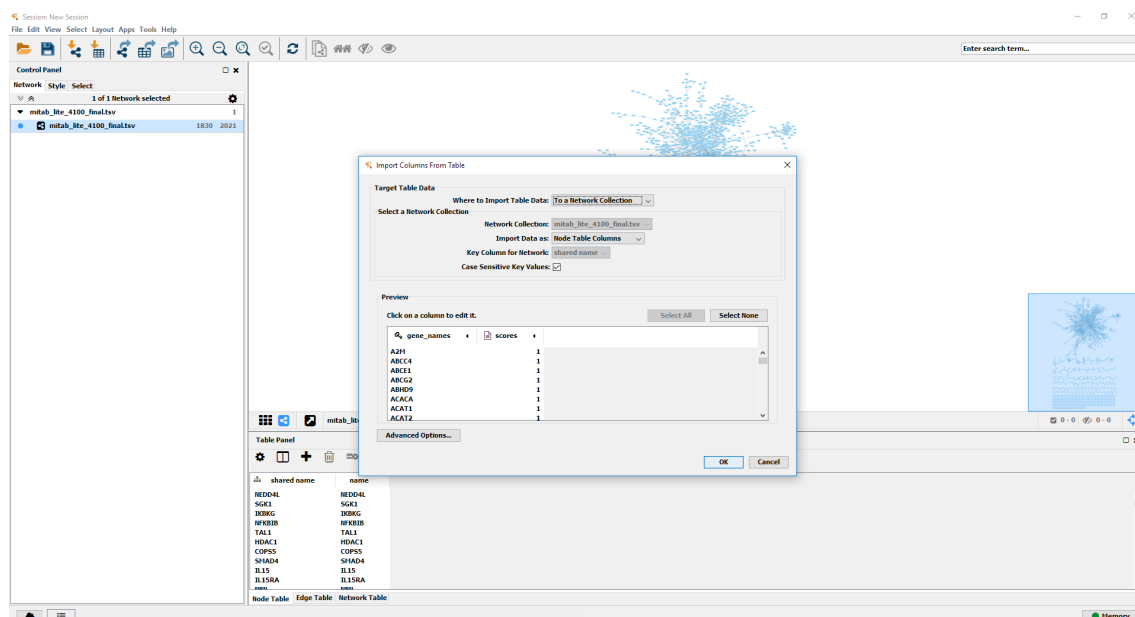 Session: New Session
File Edit View Select Layout Apps Tools Help
Enter search term...
Control Panel
Network Style Select
1 of 1 Network selected
mitab_lite_4100_final.tsv 1
mitab_lite_4100_final.tsv 1830 2021
Import Columns From Table
Target Table Data
Where to Import Table Data: To a Network Collection
Select a Network Collection
Network Collection: mitab_lite_4100_final.tsv
Import Data as: Node Table Columns
Key Column for Network: shared name
Case Sensitive Key Values:
Preview
Click on a column to edit it. Select All Select None
gene_names scores
A2M 1
ABCC4 1
ABCE1 1
ABCG2 1
ABHD9 1
ACACA 1
ACAT1 1
ACAT2 1
Advanced Options...
OK Cancel
mitab_lit
0 - 0 0 - 0
Table Panel
shared name name
NEDD4L NEDD4L
SGK1 SGK1
IKBKG IKBKG
NFKBIB NFKBIB
TAL1 TAL1
HDAC1 HDAC1
COPS5 COPS5
SMAD4 SMAD4
IL15 IL15
IL15RA IL15RA
Node Table Edge Table Network Table
Memory